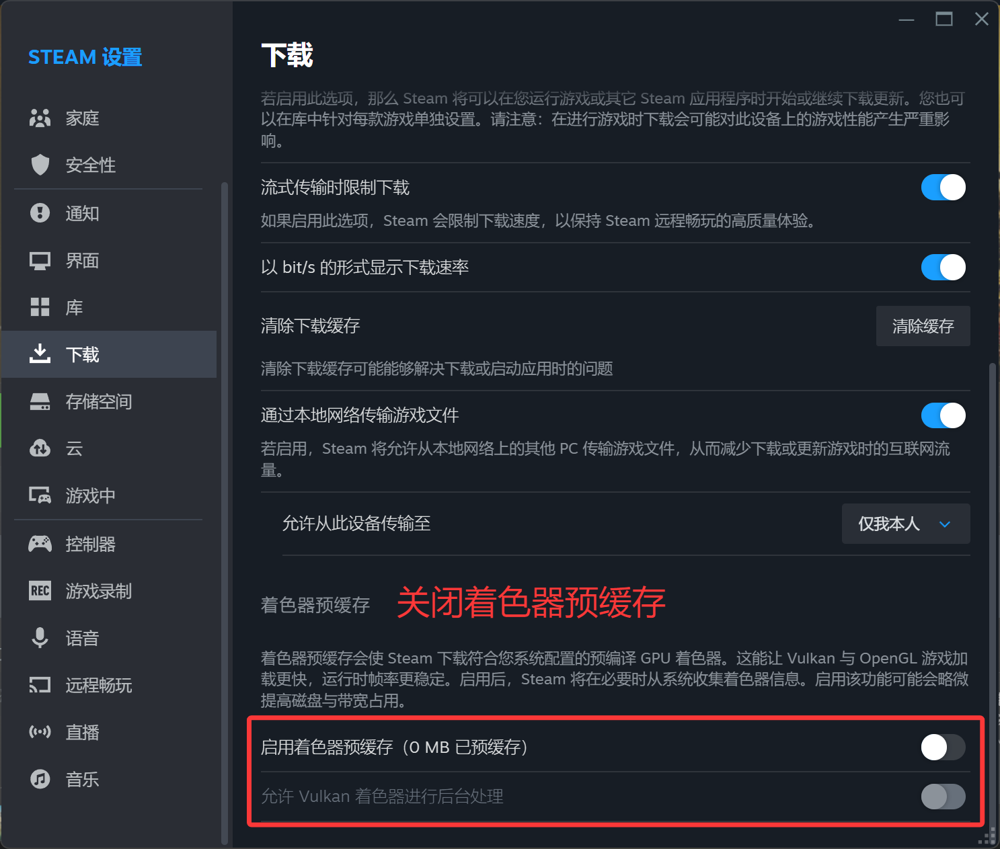 STEAM 设置
家庭
安全性
通知
界面
库
下载
存储空间
云
游戏中
控制器
REC 游戏录制
语音
远程畅玩
直播
音乐
下载
若启用此选项，那么 Steam 将可以在您运行游戏或其它 Steam 应用程序时开始或继续下载更新。您也可
以在库中针对每款游戏单独设置。请注意：在进行游戏时下载会可能对此设备上的游戏性能产生严重影
响。
流式传输时限制下载
如果启用此选项，Steam 会限制下载速度，以保持 Steam 远程畅玩的高质量体验。
以 bit/s 的形式显示下载速率
清除下载缓存
清除缓存
清除下载缓存可能能够解决下载或启动应用时的问题
通过本地网络传输游戏文件
若启用，Steam 将允许从本地网络上的其他 PC 传输游戏文件，从而减少下载或更新游戏时的互联网流
量。
允许从此设备传输至
仅我本人
着色器预缓存
关闭着色器预缓存
着色器预缓存会使 Steam 下载符合您系统配置的预编译 GPU 着色器。这能让 Vulkan 与 OpenGL 游戏加
载更快，运行时帧率更稳定。启用后，Steam 将在必要时从系统收集着色器信息。启用该功能可能会略微
提高磁盘与带宽占用。
启用着色器预缓存（0 MB 已预缓存）
允许 Vulkan 着色器进行后台处理